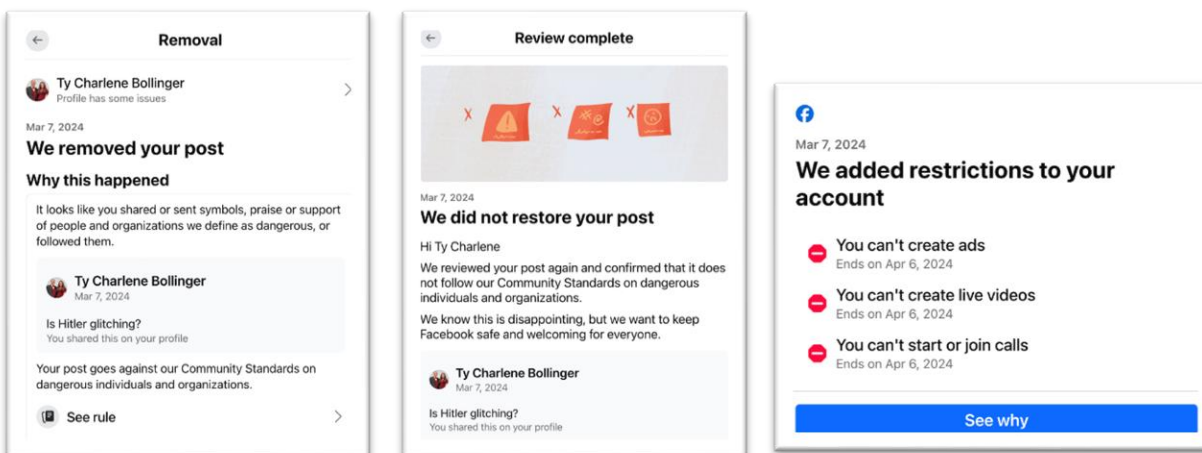 Removal
Ty Charlene Bollinger
Profile has some issues
Mar 7, 2024
We removed your post
Why this happened
It looks like you shared or sent symbols, praise or support
of people and organizations we define as dangerous, or
followed them.
Ty Charlene Bollinger
Mar 7, 2024
Is Hitler glitching?
You shared this on your profile
Your post goes against our Community Standards on
dangerous individuals and organizations.
See rule
Review complete
Mar 7, 2024
We did not restore your post
Hi Ty Charlene
We reviewed your post again and confirmed that it does
not follow our Community Standards on dangerous
individuals and organizations.
We know this is disappointing, but we want to keep
Facebook safe and welcoming for everyone.
Ty Charlene Bollinger
Mar 7, 2024
Is Hitler glitching?
You shared this on your profile
Mar 7, 2024
We added restrictions to your
account
You can't create ads
Ends on Apr 6, 2024
You can't create live videos
Ends on Apr 6, 2024
You can't start or join calls
Ends on Apr 6, 2024
See why